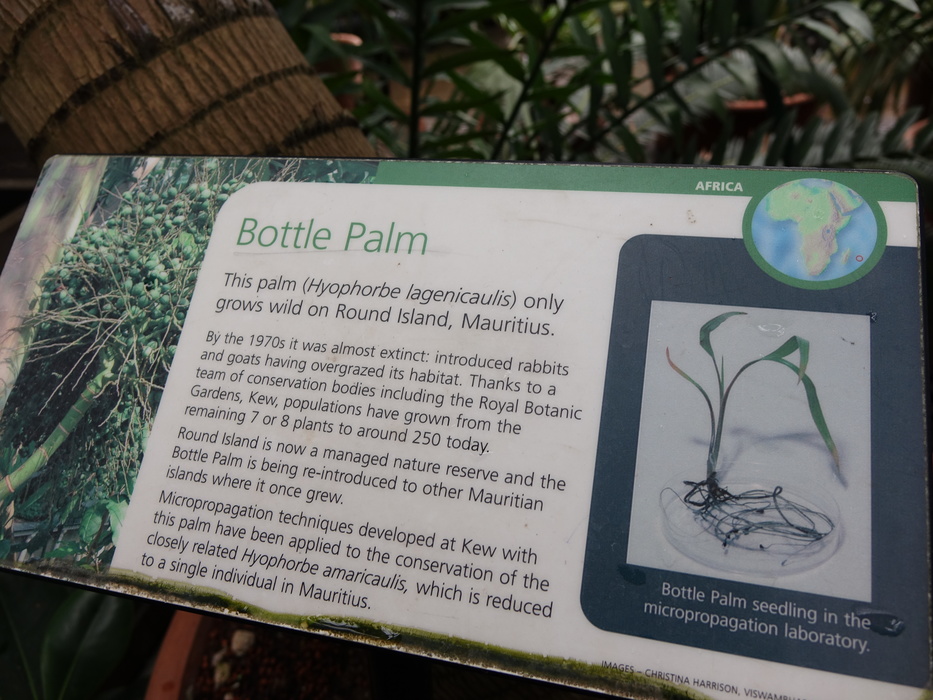 AFRICA
Bottle Palm
This palm (Hyophorbe lagenicaulis) only
grows wild on Round Island, Mauritius.
By the 1970s it was almost extinct: introduced rabbits
and goats having overgrazed its habitat. Thanks to a
team of conservation bodies including the Royal Botanic
Gardens, Kew, populations have grown from the
remaining 7 or 8 plants to around 250 today.
Round Island is now a managed nature reserve and the
Bottle Palm is being re-introduced to other Mauritian
islands where it once grew.
Micropropagation techniques developed at Kew with
this palm have been applied to the conservation of the
closely related Hyophorbe amaricaulis, which is reduced
to a single individual in Mauritius.
Bottle Palm seedling in the
micropropagation laboratory.
IMAGES – CHRISTINA HARRISON,